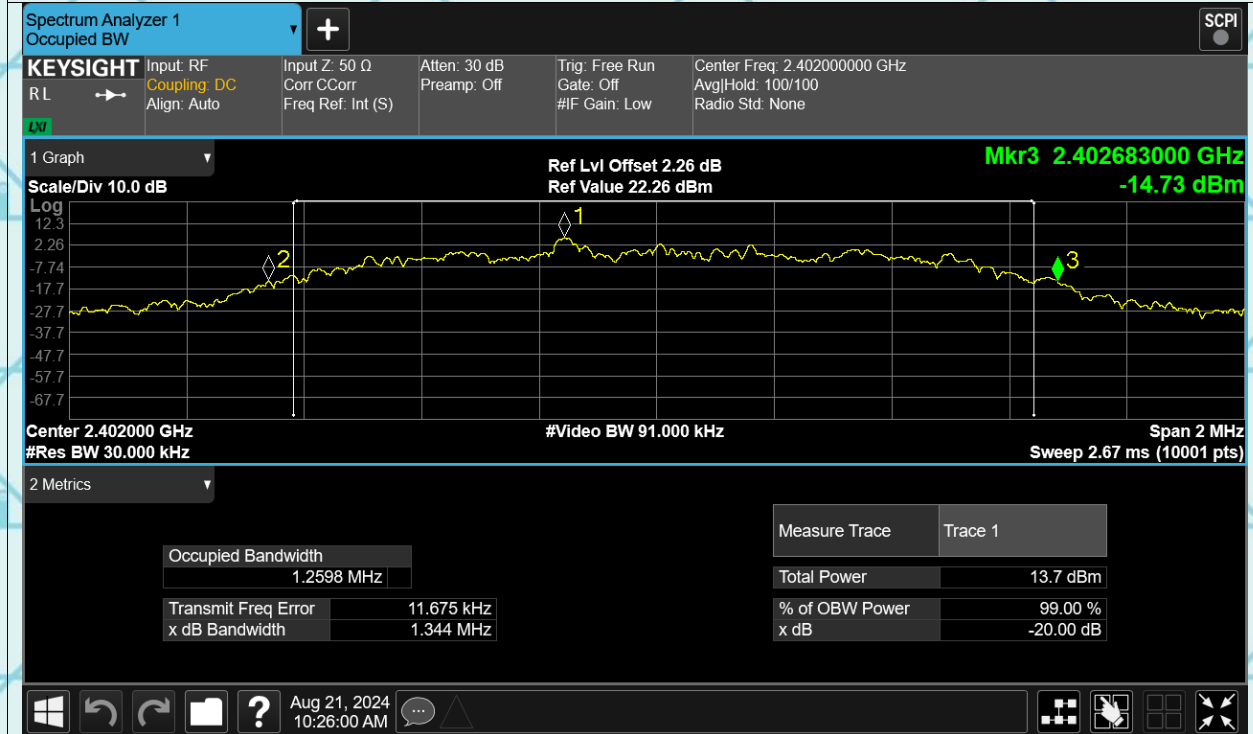 Spectrum Analyzer 1
Occupied BW
SCPI
KEYSIGHT
R L
LXI
Input: RF
Coupling: DC
Align: Auto
Input Z: 50 Ω
Corr CCorr
Freq Ref: Int (S)
Atten: 30 dB
Preamp: Off
Trig: Free Run
Gate: Off
#IF Gain: Low
Center Freq: 2.402000000 GHz
Avg|Hold: 100/100
Radio Std: None
1 Graph
Scale/Div 10.0 dB
Ref Lvl Offset 2.26 dB
Ref Value 22.26 dBm
Mkr3 2.402683000 GHz
-14.73 dBm
Log
12.3
2.26
-7.74
-17.7
-27.7
-37.7
-47.7
-57.7
-67.7
1
2
3
Center 2.402000 GHz
#Res BW 30.000 kHz
#Video BW 91.000 kHz
Span 2 MHz
Sweep 2.67 ms (10001 pts)
2 Metrics
Occupied Bandwidth
1.2598 MHz
Transmit Freq Error 11.675 kHz
x dB Bandwidth 1.344 MHz
Measure Trace Trace 1
Total Power 13.7 dBm
% of OBW Power 99.00 %
x dB -20.00 dB
?
Aug 21, 2024
10:26:00 AM